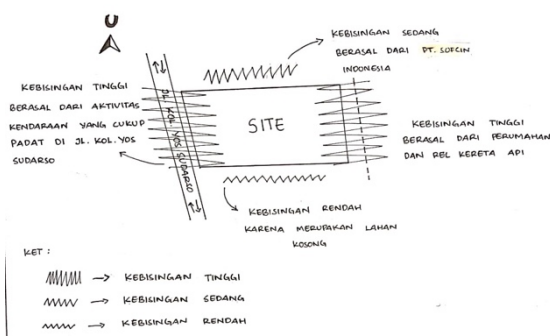 U
KEBISINGAN SEDANG
BERASAL DARI PT. SOFCIN
INDONESIA
KEBISINGAN TINGGI
BERASAL DARI AKTIVITAS
KENDARAAN YANG CUKUP
PADAT DI JL. KOL. YOS
SUDARSO
JL. KOL. YOS SUDARSO
SITE
KEBISINGAN TINGGI
BERASAL DARI PERUMAHAN
DAN REL KERETA API
KEBISINGAN RENDAH
KARENA MERUPAKAN LAHAN
KOSONG
KET :
KEBISINGAN TINGGI
KEBISINGAN SEDANG
KEBISINGAN RENDAH